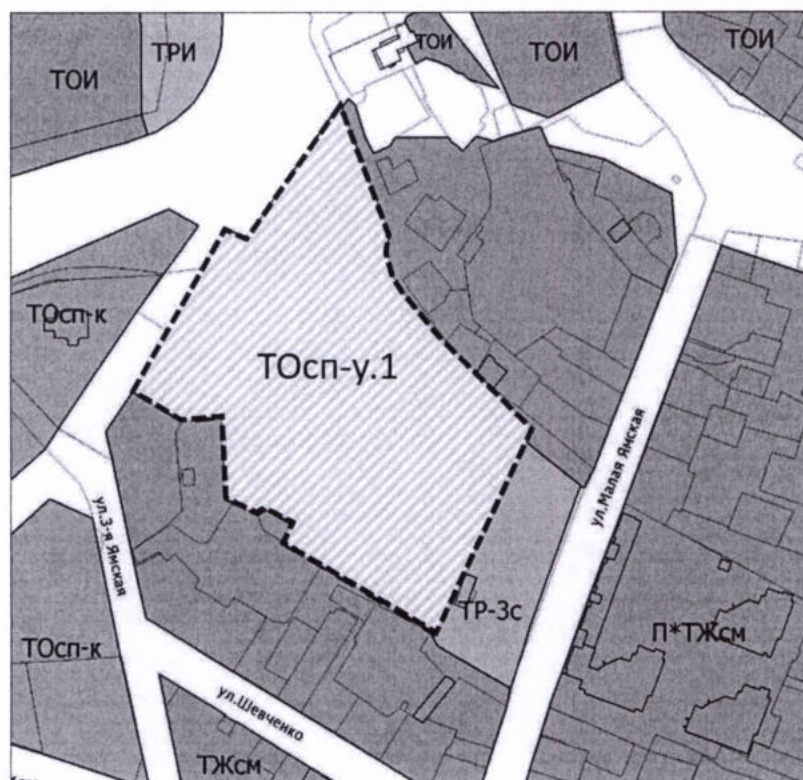 ТОИ
ТРИ
ТОИ
ТОИ
ТОИ
ТОсп-к
ТОсп-у.1
ул.Малая Ямская
ул.3-я Ямская
ТР-3с
П*ТЖсм
ТОсп-к
ул.Шевченко
ТЖсм